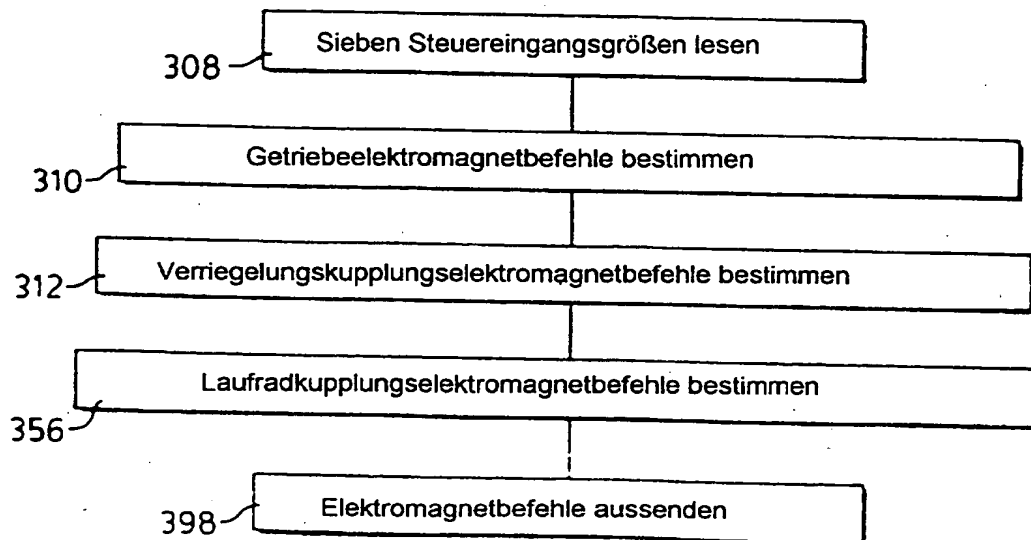 Sieben Steuereingangsgrößen lesen
308
Getriebeelektromagnetbefehle bestimmen
310
Verriegelungskupplungselektromagnetbefehle bestimmen
312
Laufradkupplungselektromagnetbefehle bestimmen
356
Elektromagnetbefehle aussenden
398